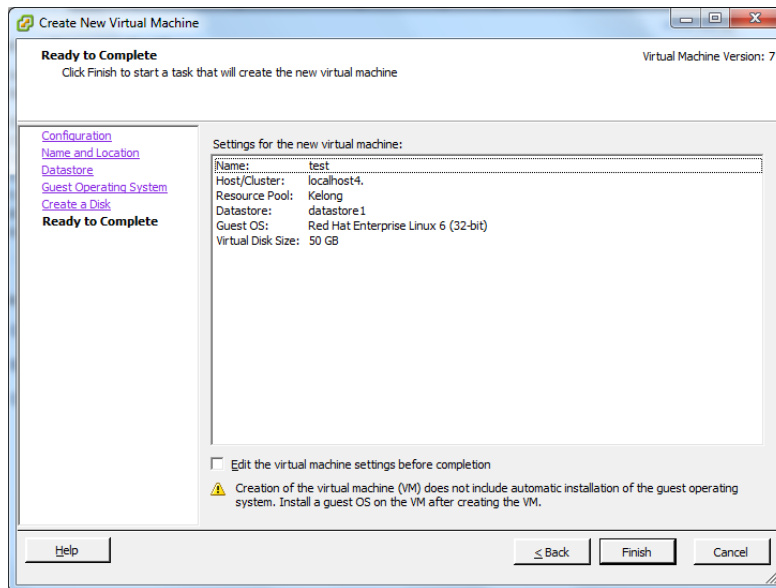 Create New Virtual Machine
Ready to Complete
Click Finish to start a task that will create the new virtual machine
Virtual Machine Version: 7
Configuration
Name and Location
Datastore
Guest Operating System
Create a Disk
Ready to Complete
Settings for the new virtual machine:
Name: test
Host/Cluster: localhost4.
Resource Pool: Kelong
Datastore: datastore1
Guest OS: Red Hat Enterprise Linux 6 (32-bit)
Virtual Disk Size: 50 GB
Edit the virtual machine settings before completion
Creation of the virtual machine (VM) does not include automatic installation of the guest operating
system. Install a guest OS on the VM after creating the VM.
Help
< Back
Finish
Cancel